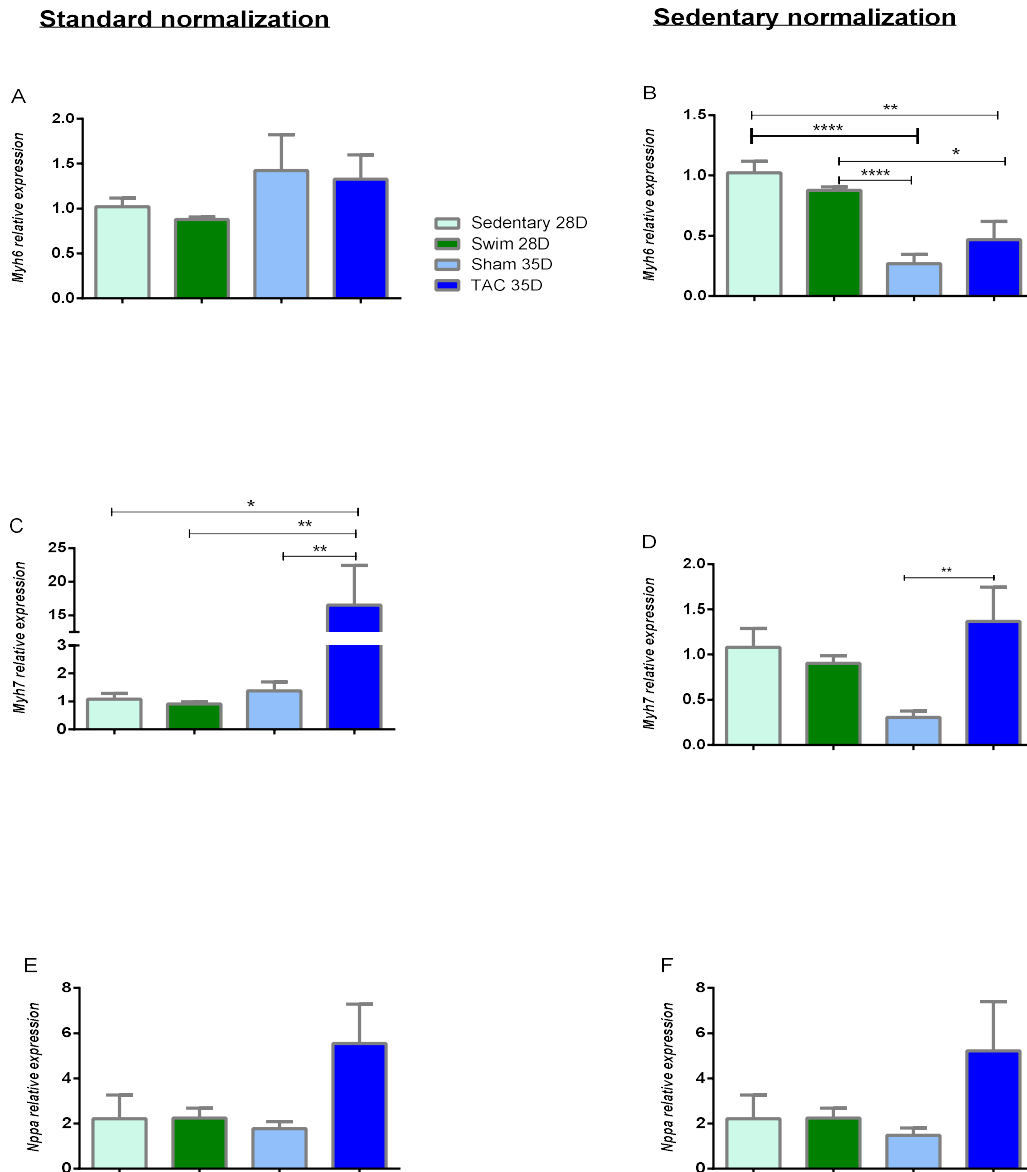 Standard normalization
Sedentary normalization
A
Myh6 relative expression
2.0
1.5
1.0
0.5
0.0
Sedentary 28D
Swim 28D
Sham 35D
TAC 35D
B
Myh6 relative expression
1.5
1.0
0.5
0.0
**
****
*
****
C
Myh7 relative expression
25
20
15
3
2
1
0
*
**
**
D
Myh7 relative expression
2.0
1.5
1.0
0.5
0.0
**
E
Nppa relative expression
8
6
4
2
0
F
Nppa relative expression
8
6
4
2
0